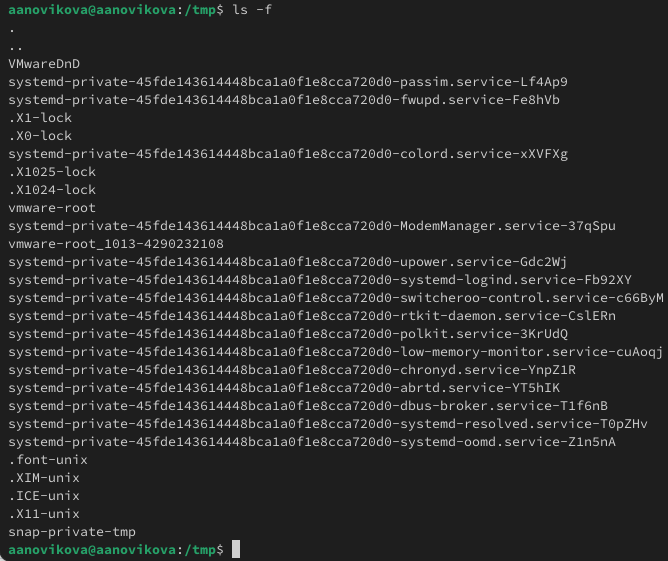 aanovikova@aanovikova:/tmp$ ls -f
.
..
VMwareDnD
systemd-private-45fde143614448bca1a0f1e8cca720d0-passim.service-Lf4Ap9
systemd-private-45fde143614448bca1a0f1e8cca720d0-fwupd.service-Fe8hVb
.X1-lock
.X0-lock
systemd-private-45fde143614448bca1a0f1e8cca720d0-colord.service-xXVFXg
.X1025-lock
.X1024-lock
vmware-root
systemd-private-45fde143614448bca1a0f1e8cca720d0-ModemManager.service-37qSpu
vmware-root_1013-4290232108
systemd-private-45fde143614448bca1a0f1e8cca720d0-upower.service-Gdc2Wj
systemd-private-45fde143614448bca1a0f1e8cca720d0-systemd-logind.service-Fb92XY
systemd-private-45fde143614448bca1a0f1e8cca720d0-switcheroo-control.service-c66ByM
systemd-private-45fde143614448bca1a0f1e8cca720d0-rtkit-daemon.service-CslERn
systemd-private-45fde143614448bca1a0f1e8cca720d0-polkit.service-3KrUdQ
systemd-private-45fde143614448bca1a0f1e8cca720d0-low-memory-monitor.service-cuAoqj
systemd-private-45fde143614448bca1a0f1e8cca720d0-chronyd.service-YnpZ1R
systemd-private-45fde143614448bca1a0f1e8cca720d0-abrtd.service-YT5hIK
systemd-private-45fde143614448bca1a0f1e8cca720d0-dbus-broker.service-T1f6nB
systemd-private-45fde143614448bca1a0f1e8cca720d0-systemd-resolved.service-T0pZHv
systemd-private-45fde143614448bca1a0f1e8cca720d0-systemd-oomd.service-Z1n5nA
.font-unix
.XIM-unix
.ICE-unix
.X11-unix
snap-private-tmp
aanovikova@aanovikova:/tmp$